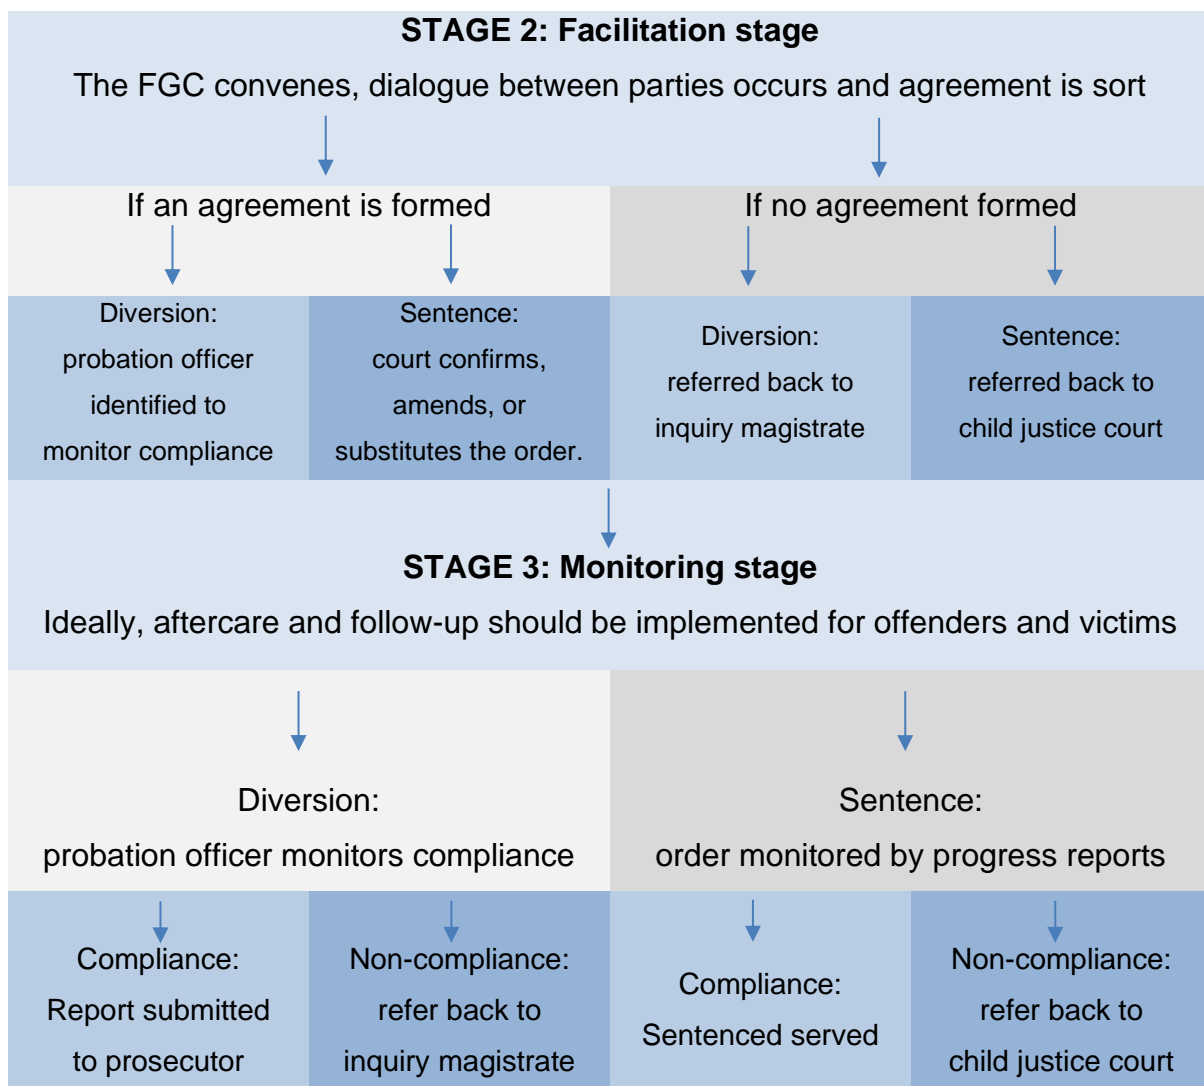 STAGE 2: Facilitation stage
The FGC convenes, dialogue between parties occurs and agreement is sort
If an agreement is formed
If no agreement formed
Diversion:
probation officer
identified to
monitor compliance
Sentence:
court confirms,
amends, or
substitutes the order.
Diversion:
referred back to
inquiry magistrate
Sentence:
referred back to
child justice court
STAGE 3: Monitoring stage
Ideally, aftercare and follow-up should be implemented for offenders and victims
Diversion:
probation officer monitors compliance
Sentence:
order monitored by progress reports
Compliance:
Report submitted
to prosecutor
Non-compliance:
refer back to
inquiry magistrate
Compliance:
Sentenced served
Non-compliance:
refer back to
child justice court